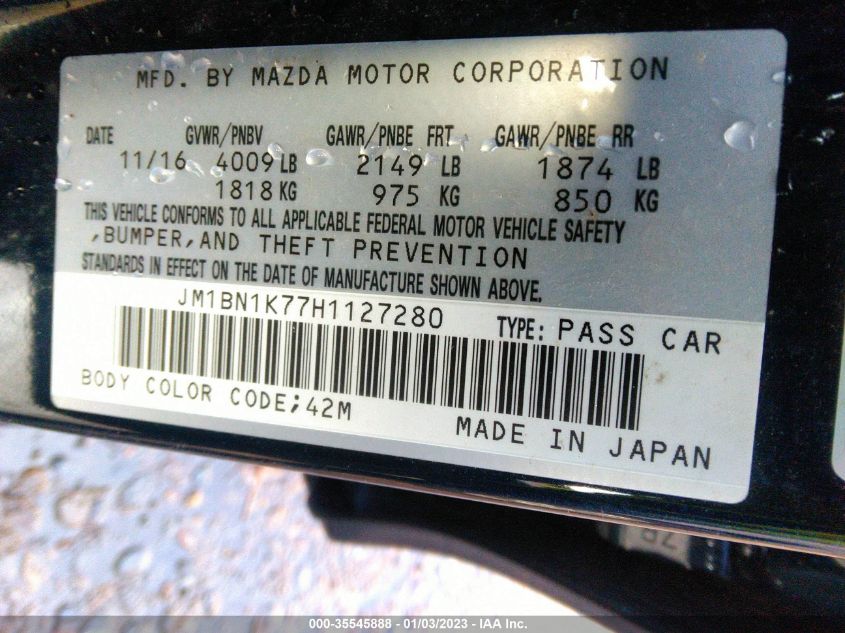 MFD. BY MAZDA MOTOR CORPORATION
DATE GVWR/PNBV GAWR/PNBE FRT GAWR/PNBE RR
11/16 4009 LB 2149 LB 1874 LB
1818 KG 975 KG 850 KG
THIS VEHICLE CONFORMS TO ALL APPLICABLE FEDERAL MOTOR VEHICLE SAFETY
,BUMPER,AND THEFT PREVENTION
STANDARDS IN EFFECT ON THE DATE OF MANUFACTURE SHOWN ABOVE.
JM1BN1K77H1127280 TYPE: PASS CAR
BODY COLOR CODE;42M
MADE IN JAPAN
000-35545888 - 01/03/2023 - IAA Inc.